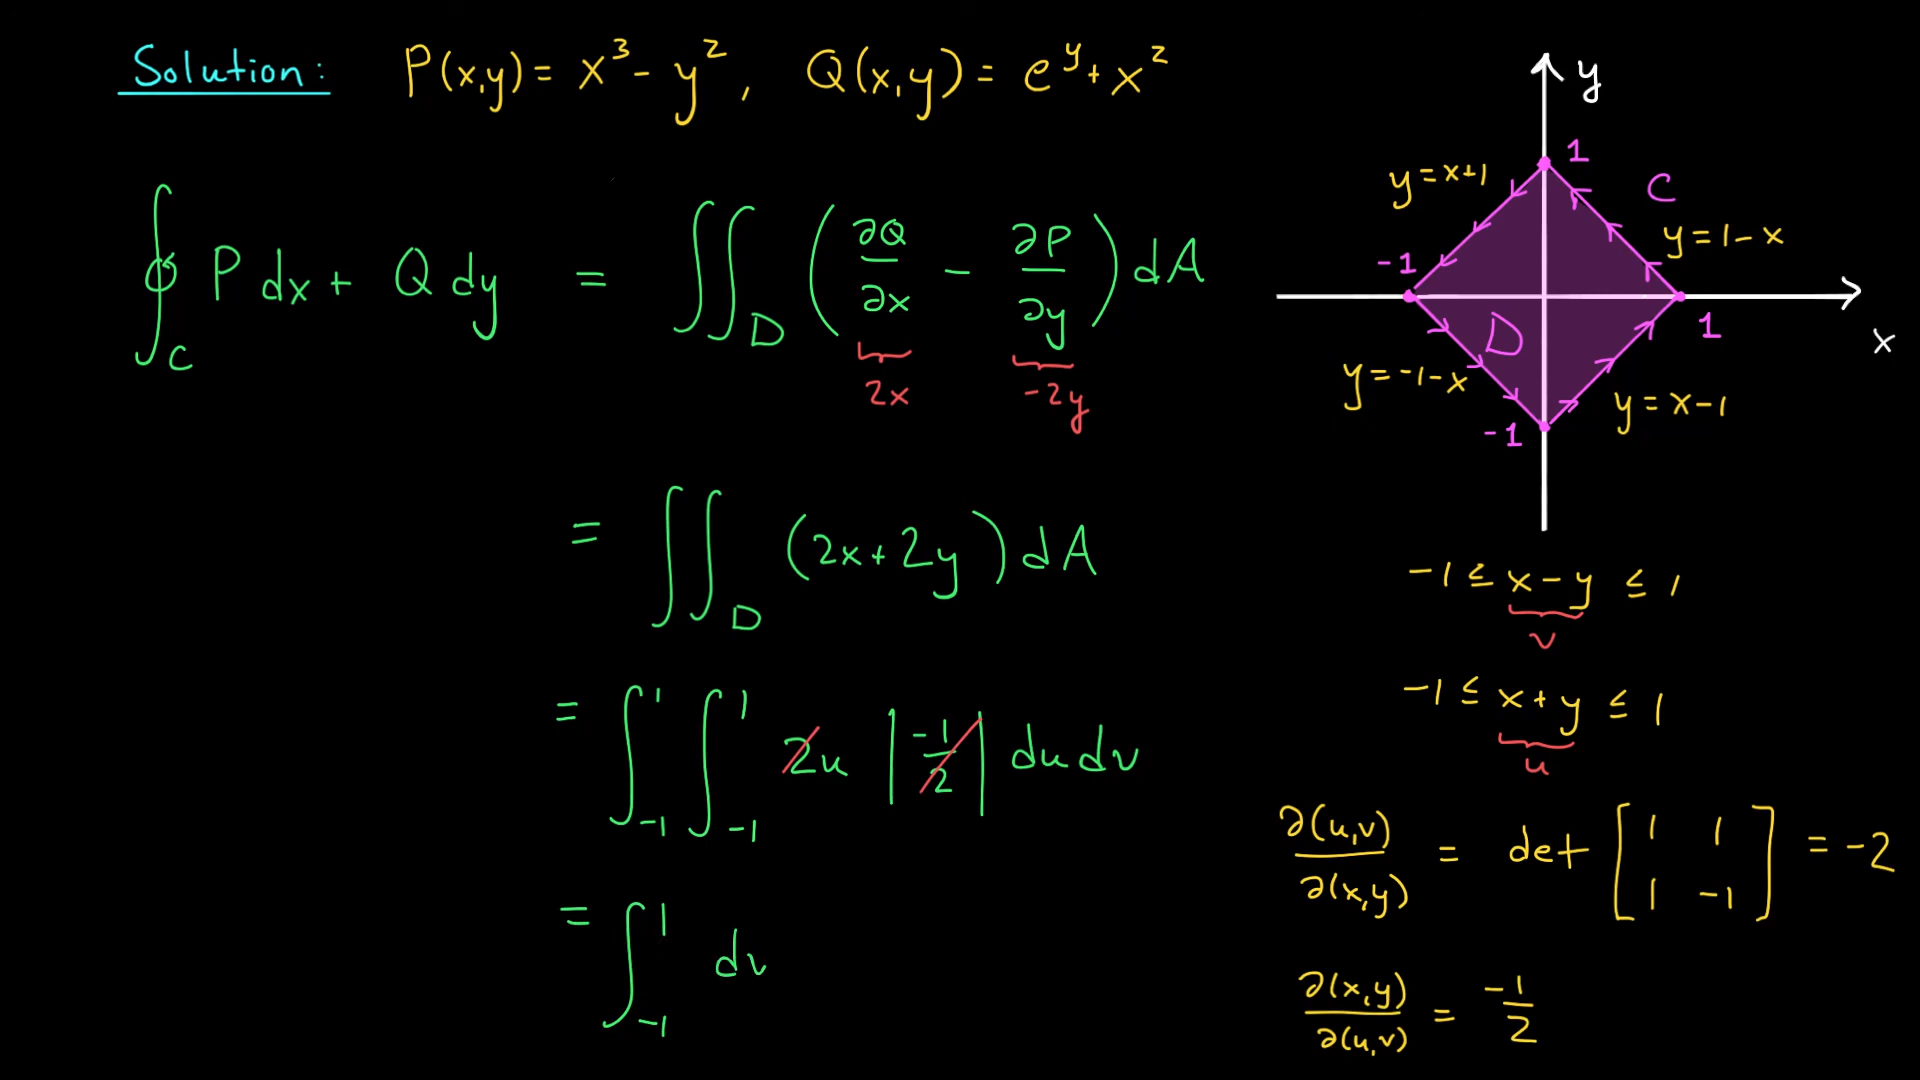 Solution: P(x,y) = x³ - y², Q(x,y) = e^y + x²
∮_C P dx + Q dy = ∬_D (∂Q/∂x - ∂P/∂y) dA
2x -2y
= ∬_D (2x + 2y) dA
= ∫_{-1}^{1} ∫_{-1}^{1} 2u |-1/2| du dv
= ∫_{-1}^{1} dv
y
1
y = x+1
C
y = 1-x
-1
D
1
x
y = -1-x
y = x-1
-1
-1 ≤ x - y ≤ 1
v
-1 ≤ x + y ≤ 1
u
∂(u,v)/∂(x,y) = det [1 1; 1 -1] = -2
∂(x,y)/∂(u,v) = -1/2